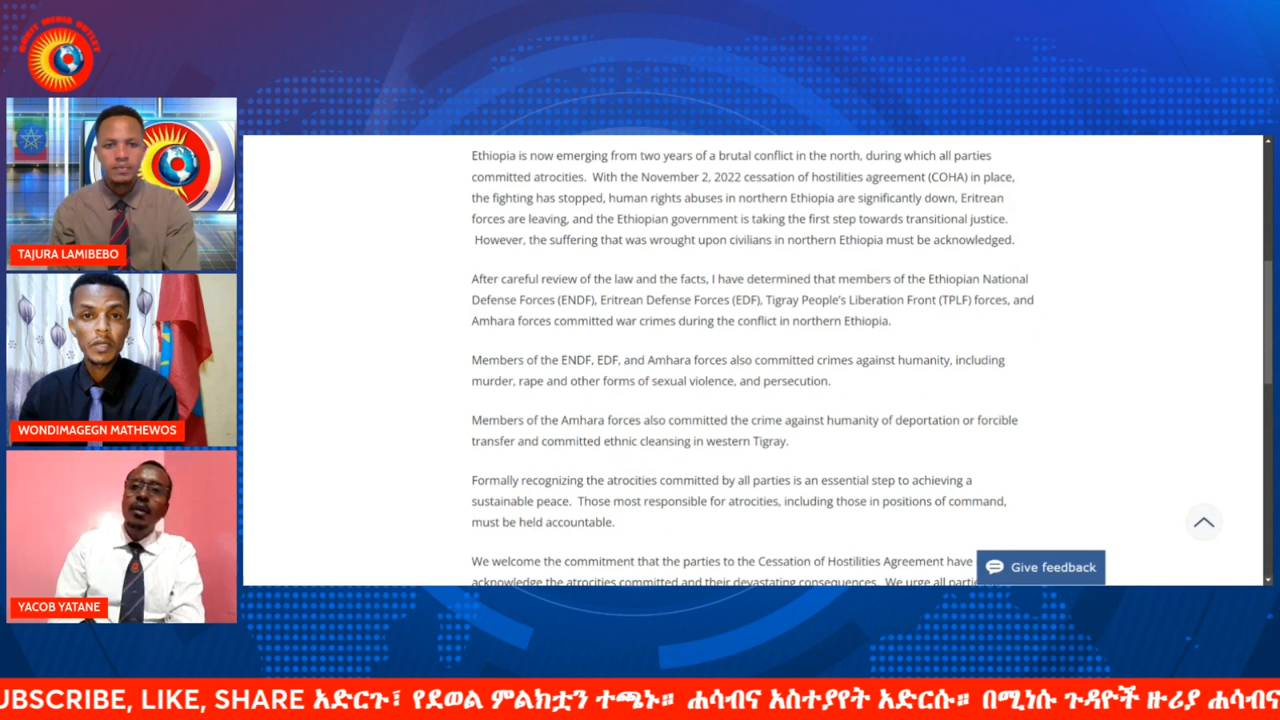 ORBIT MEDIA OUTLET
TAJURA LAMIBEBO
WONDIMAGEGN MATHEWOS
YACOB YATANE
Ethiopia is now emerging from two years of a brutal conflict in the north, during which all parties
committed atrocities.  With the November 2, 2022 cessation of hostilities agreement (COHA) in place,
the fighting has stopped, human rights abuses in northern Ethiopia are significantly down, Eritrean
forces are leaving, and the Ethiopian government is taking the first step towards transitional justice.
However, the suffering that was wrought upon civilians in northern Ethiopia must be acknowledged.
After careful review of the law and the facts, I have determined that members of the Ethiopian National
Defense Forces (ENDF), Eritrean Defense Forces (EDF), Tigray People’s Liberation Front (TPLF) forces, and
Amhara forces committed war crimes during the conflict in northern Ethiopia.
Members of the ENDF, EDF, and Amhara forces also committed crimes against humanity, including
murder, rape and other forms of sexual violence, and persecution.
Members of the Amhara forces also committed the crime against humanity of deportation or forcible
transfer and committed ethnic cleansing in western Tigray.
Formally recognizing the atrocities committed by all parties is an essential step to achieving a
sustainable peace.  Those most responsible for atrocities, including those in positions of command,
must be held accountable.
We welcome the commitment that the parties to the Cessation of Hostilities Agreement have
acknowledge the atrocities committed and their devastating consequences.  We urge all
Give feedback
UBSCRIBE, LIKE, SHARE አድርጉ፣ የደወል ምልክቷን ተጫኑ። ሐሳብና አስተያየት አድርሱ። በሚነሱ ጉዳዮች ዙሪያ ሐሳብና